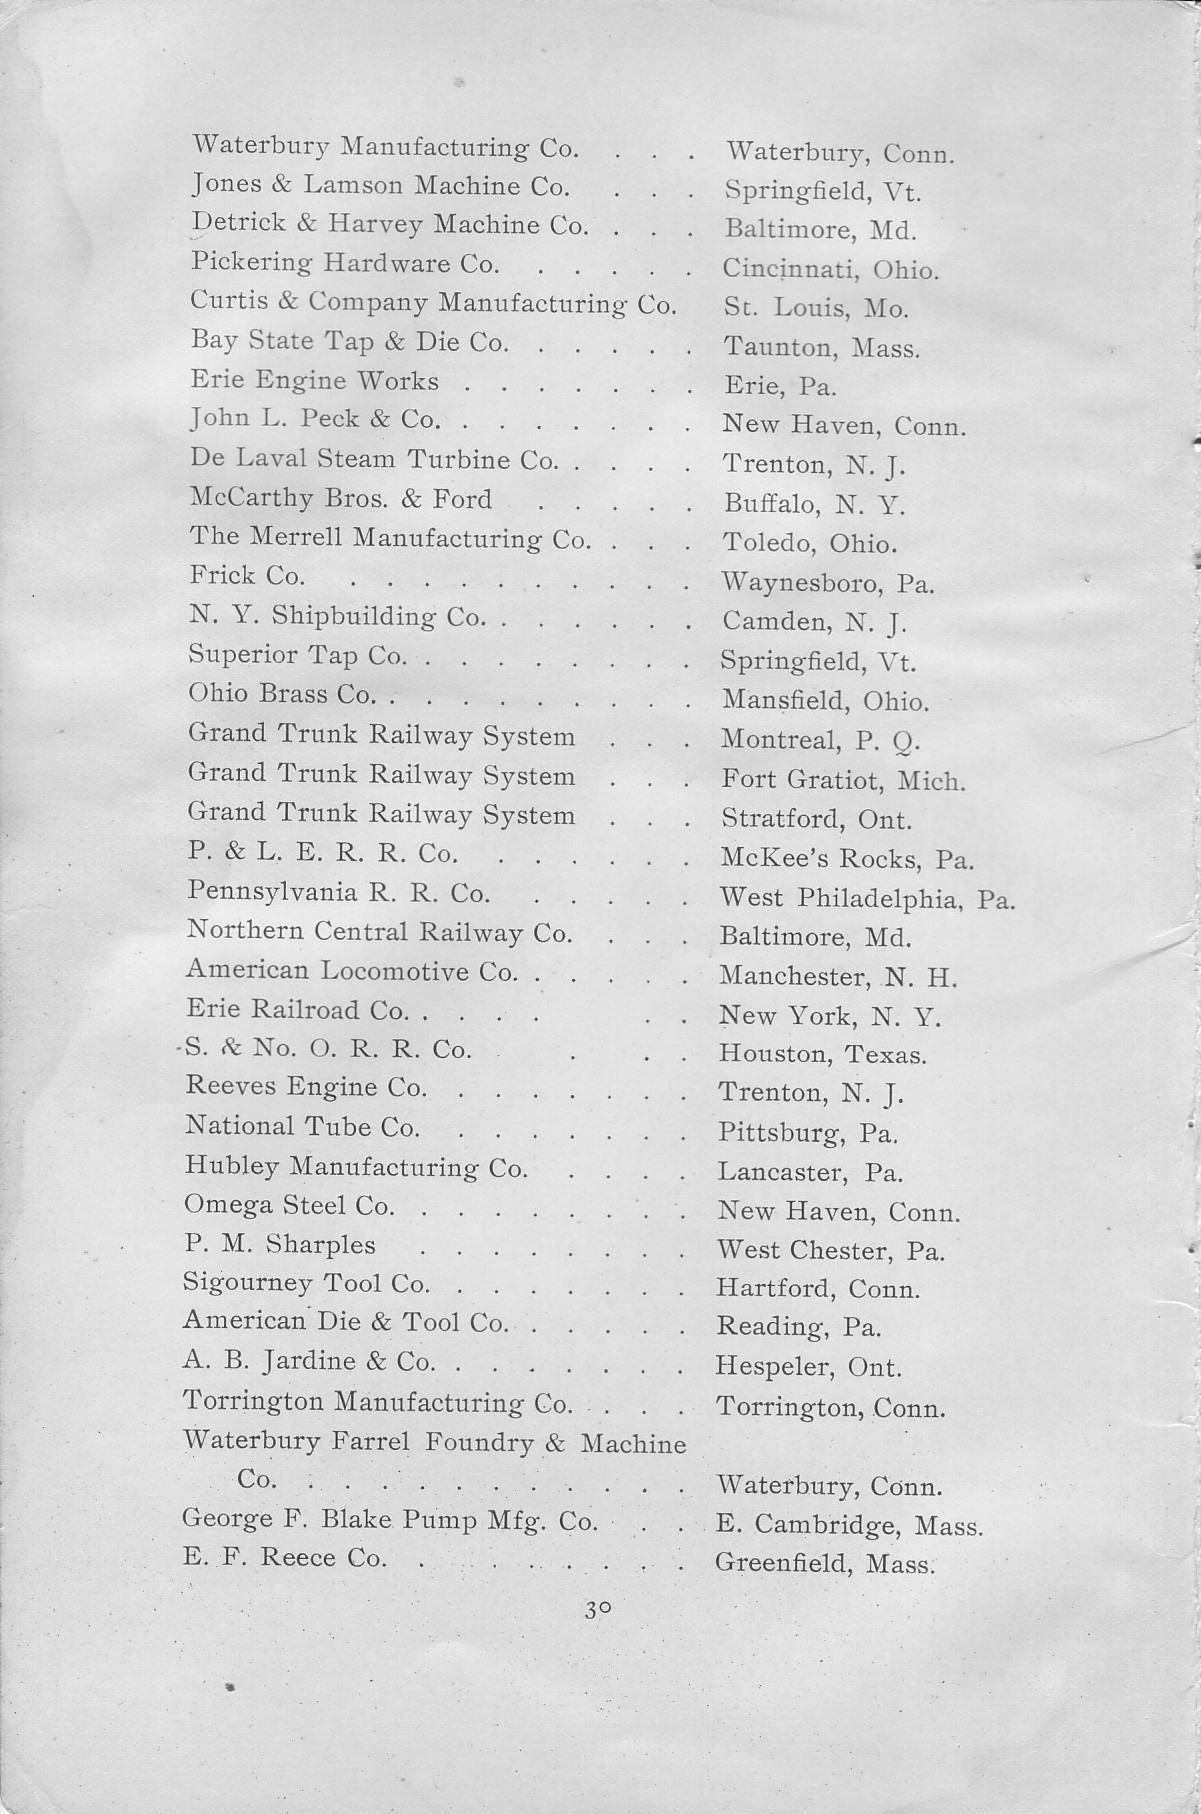 Waterbury Manufacturing Co. . . . Waterbury, Conn.
Jones & Lamson Machine Co. . . . Springfield, Vt.
Detrick & Harvey Machine Co. . . . Baltimore, Md.
Pickering Hardware Co. . . . . . Cincinnati, Ohio.
Curtis & Company Manufacturing Co. St. Louis, Mo.
Bay State Tap & Die Co. . . . . . Taunton, Mass.
Erie Engine Works . . . . . . . Erie, Pa.
John L. Peck & Co. . . . . . . . New Haven, Conn.
De Laval Steam Turbine Co. . . . . Trenton, N. J.
McCarthy Bros. & Ford . . . . . Buffalo, N. Y.
The Merrell Manufacturing Co. . . . Toledo, Ohio.
Frick Co. . . . . . . . . . . Waynesboro, Pa.
N. Y. Shipbuilding Co. . . . . . . Camden, N. J.
Superior Tap Co. . . . . . . . . Springfield, Vt.
Ohio Brass Co. . . . . . . . . . Mansfield, Ohio.
Grand Trunk Railway System . . . Montreal, P. Q.
Grand Trunk Railway System . . . Fort Gratiot, Mich.
Grand Trunk Railway System . . . Stratford, Ont.
P. & L. E. R. R. Co. . . . . . . McKee's Rocks, Pa.
Pennsylvania R. R. Co. . . . . . West Philadelphia, Pa.
Northern Central Railway Co. . . . Baltimore, Md.
American Locomotive Co. . . . . . Manchester, N. H.
Erie Railroad Co. . . . . . . New York, N. Y.
S. & No. O. R. R. Co. . . . Houston, Texas.
Reeves Engine Co. . . . . . . . Trenton, N. J.
National Tube Co. . . . . . . . Pittsburg, Pa.
Hubley Manufacturing Co. . . . . Lancaster, Pa.
Omega Steel Co. . . . . . . . . New Haven, Conn.
P. M. Sharples . . . . . . . . West Chester, Pa.
Sigourney Tool Co. . . . . . . . Hartford, Conn.
American Die & Tool Co. . . . . . Reading, Pa.
A. B. Jardine & Co. . . . . . . . Hespeler, Ont.
Torrington Manufacturing Co. . . . Torrington, Conn.
Waterbury Farrel Foundry & Machine
Co. . . . . . . . . . . . Waterbury, Conn.
George F. Blake Pump Mfg. Co. . . E. Cambridge, Mass.
E. F. Reece Co. . . . . . . . Greenfield, Mass.
30